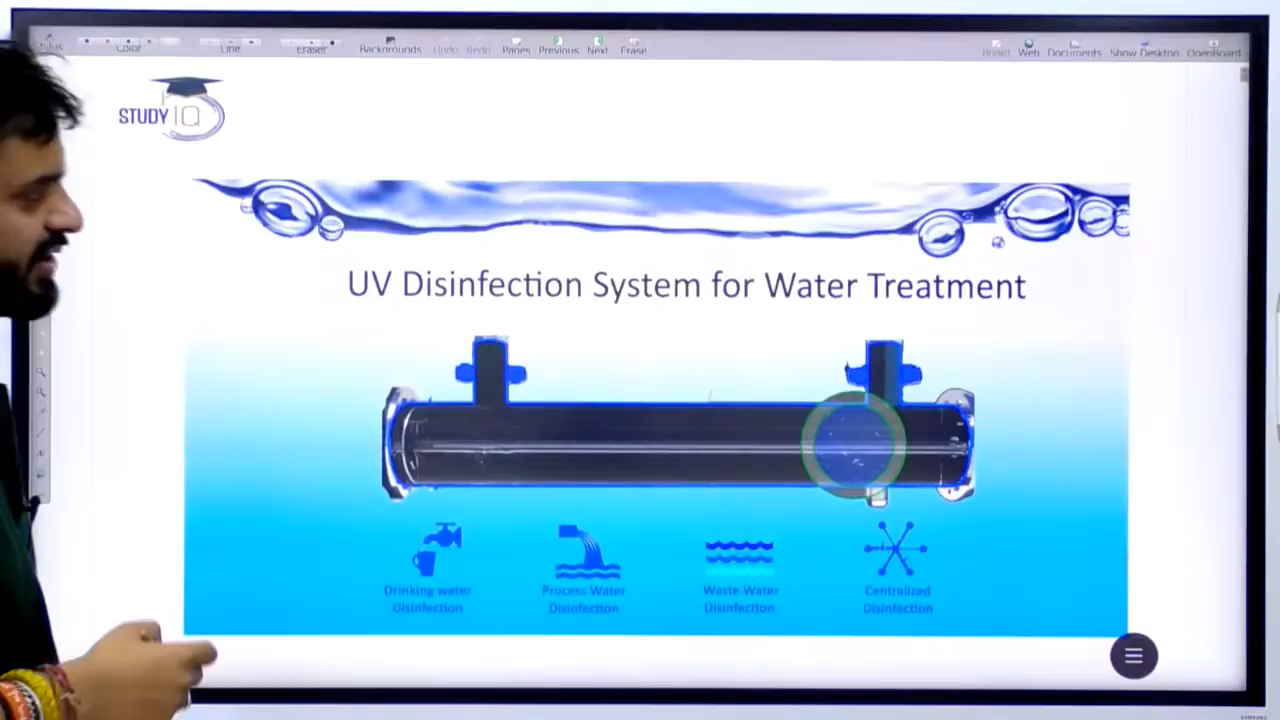 Color
Line
Eraser
Backgrounds
Undo
Redo
Pages
Previous
Next
Erase
Board
Web
Documents
Show Desktop
OpenBoard
STUDY IQ
UV Disinfection System for Water Treatment
Drinking water
Disinfection
Process Water
Disinfection
Waste Water
Disinfection
Centralized
Disinfection
SAMSUNG